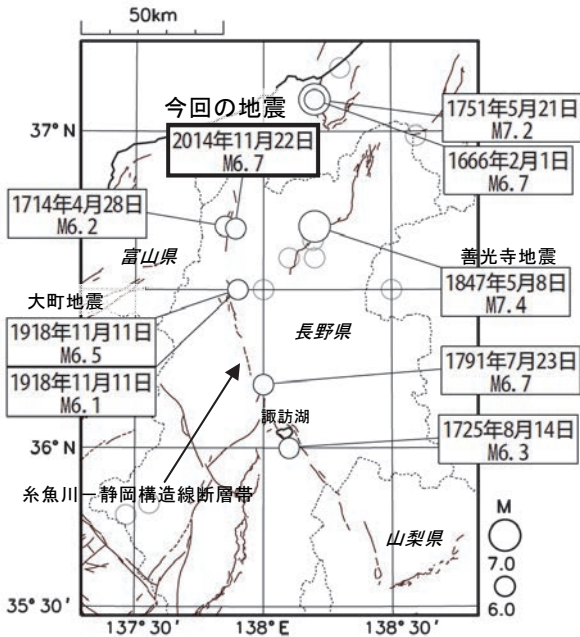 50km
今回の地震
2014年11月22日
M6.7
1751年5月21日
M7.2
37°N
1666年2月1日
M6.7
1714年4月28日
M6.2
富山県
善光寺地震
1847年5月8日
M7.4
大町地震
1918年11月11日
M6.5
長野県
1918年11月11日
M6.1
1791年7月23日
M6.7
諏訪湖
1725年8月14日
M6.3
36°N
糸魚川－静岡構造線断層帯
山梨県
M
7.0
6.0
35°30′
137°30′
138°E
138°30′